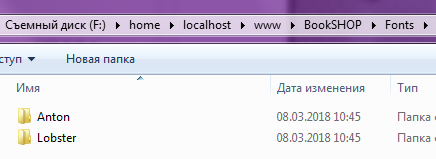 Съемный диск (F:) ▸ home ▸ localhost ▸ www ▸ BookSHOP ▸ Fonts ▸
ступ ▾ Новая папка
Имя Дата изменения Тип
Anton 08.03.2018 10:45 Папка
Lobster 08.03.2018 10:45 Папка